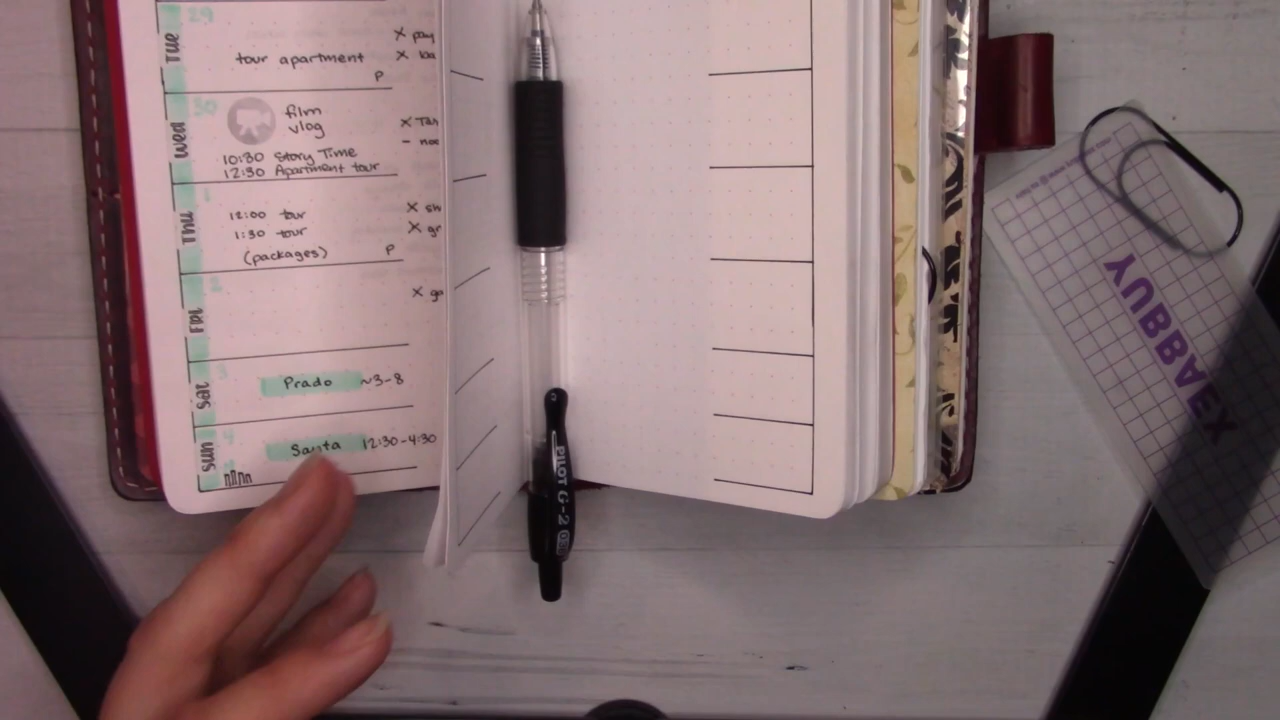 29
TUE
tour apartment
P
X pay
X
30
wed
film
vlog
10:30 Story Time
12:30 Apartment tour
X
-
1
Thu
12:00 tour
1:30 tour
(packages)
P
X
X
2
FRI
X
3
sat
Prado ~3-8
4
sun
Santa 12:30-4:30
PILOT G-2
YUBBAEX